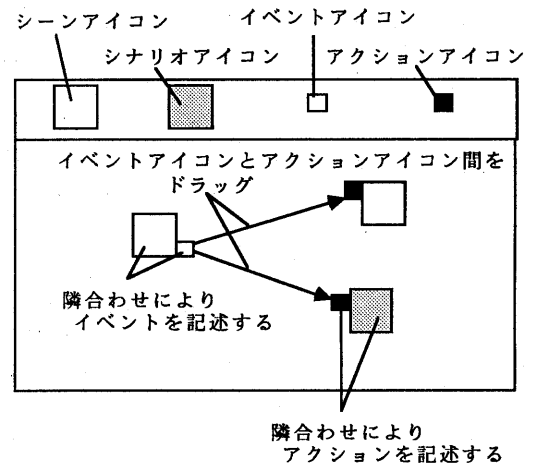 シーンアイコン
イベントアイコン
シナリオアイコン
アクションアイコン
イベントアイコンとアクションアイコン間を
ドラッグ
隣合わせにより
イベントを記述する
隣合わせにより
アクションを記述する